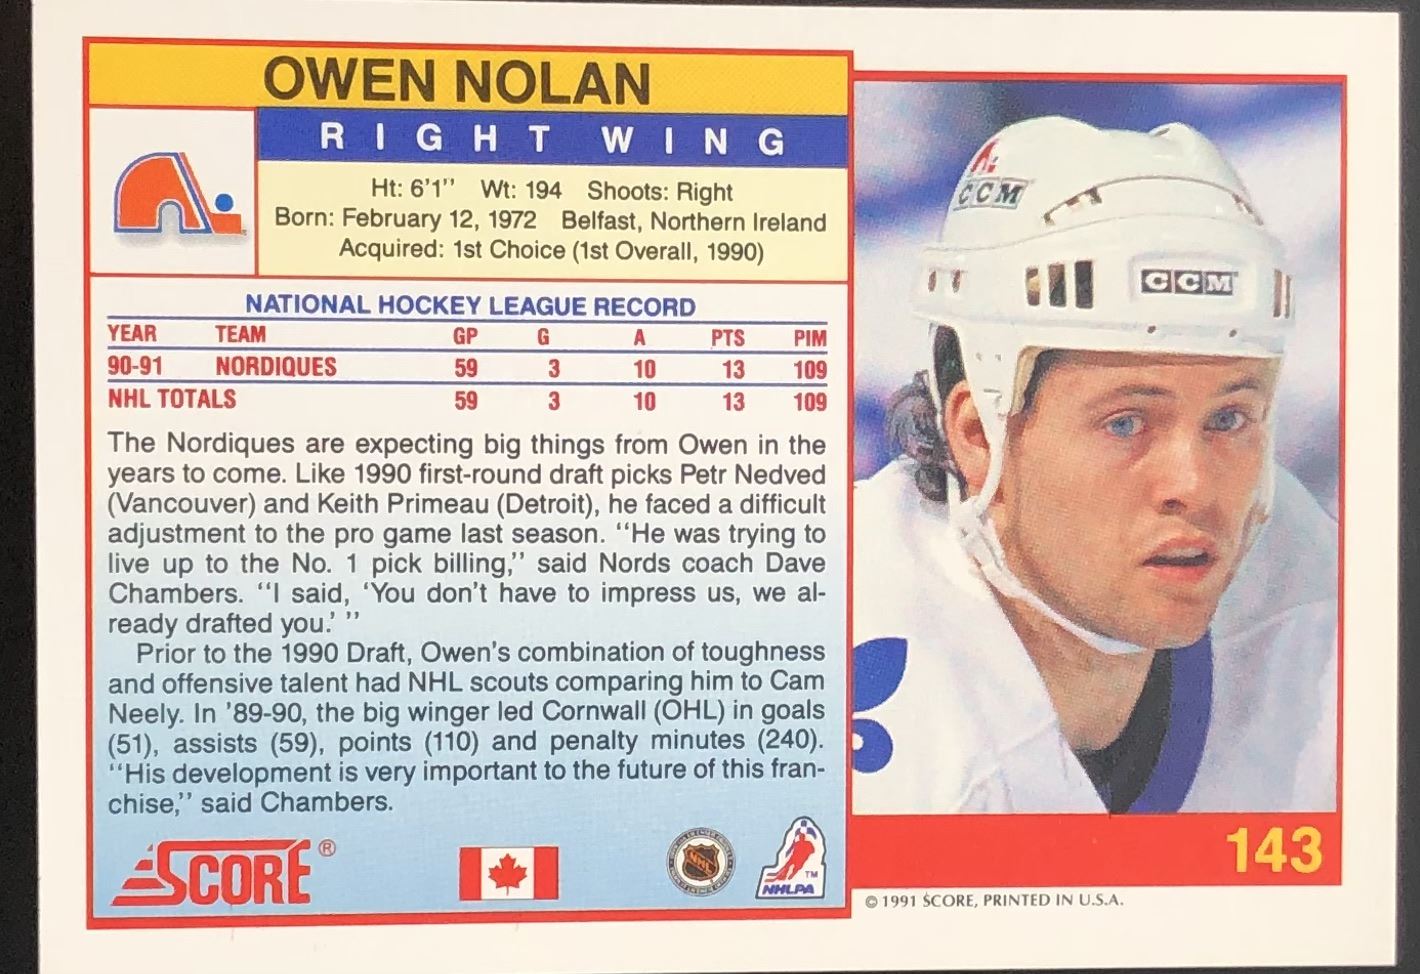 OWEN NOLAN
RIGHT WING
Ht: 6'1'' Wt: 194 Shoots: Right
Born: February 12, 1972 Belfast, Northern Ireland
Acquired: 1st Choice (1st Overall, 1990)
NATIONAL HOCKEY LEAGUE RECORD
YEAR TEAM GP G A PTS PIM
90-91 NORDIQUES 59 3 10 13 109
NHL TOTALS 59 3 10 13 109
The Nordiques are expecting big things from Owen in the
years to come. Like 1990 first-round draft picks Petr Nedved
(Vancouver) and Keith Primeau (Detroit), he faced a difficult
adjustment to the pro game last season. ''He was trying to
live up to the No. 1 pick billing,'' said Nords coach Dave
Chambers. ''I said, 'You don't have to impress us, we al-
ready drafted you.' ''
Prior to the 1990 Draft, Owen's combination of toughness
and offensive talent had NHL scouts comparing him to Cam
Neely. In '89-90, the big winger led Cornwall (OHL) in goals
(51), assists (59), points (110) and penalty minutes (240).
''His development is very important to the future of this fran-
chise,'' said Chambers.
SCORE®
NHL
NHLPA TM
CCM
CCM
143
© 1991 SCORE, PRINTED IN U.S.A.